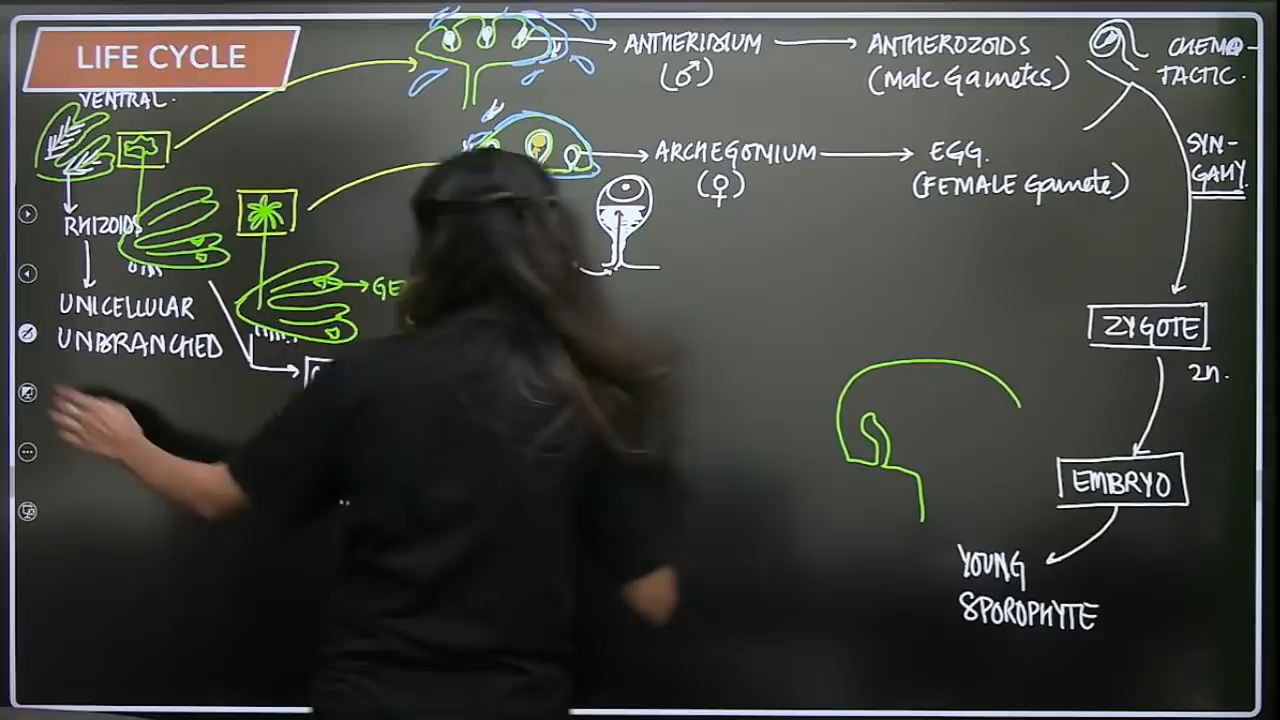 LIFE CYCLE
VENTRAL.
RHIZOIDS
UNICELLULAR
UNBRANCHED
GE
ANTHERIDIUM
(♂)
ANTHEROZOIDS
(Male Gametes)
CHEMO-
TACTIC.
ARCHEGONIUM
(♀)
EGG.
(FEMALE Gamete)
SYN-
GAMY.
ZYGOTE
2n.
EMBRYO
YOUNG
SPOROPHYTE